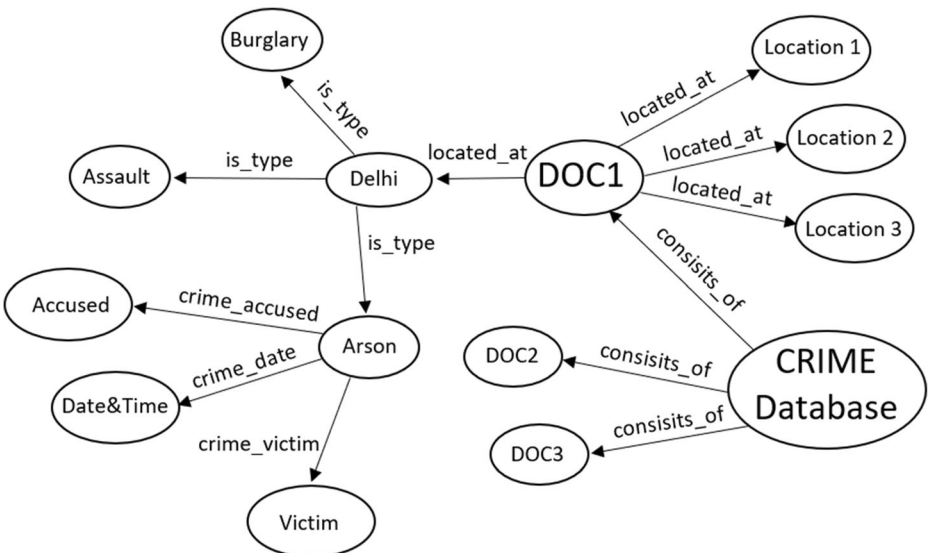 Burglary
Location 1
is_type
located_at
Location 2
located_at
located_at
DOC1
Delhi
is_type
Assault
located_at
Location 3
is_type
consisits_of
Accused
crime_accused
Arson
DOC2
consisits_of
CRIME
Database
crime_date
Date&Time
consisits_of
crime_victim
DOC3
Victim